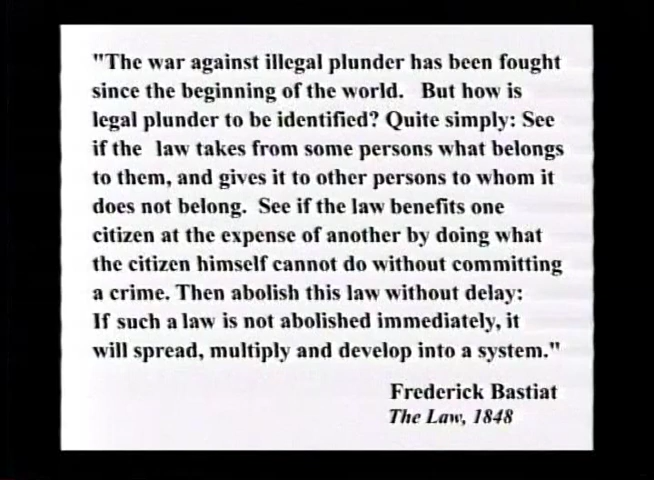 "The war against illegal plunder has been fought
since the beginning of the world.   But how is
legal plunder to be identified? Quite simply: See
if the  law takes from some persons what belongs
to them, and gives it to other persons to whom it
does not belong.  See if the law benefits one
citizen at the expense of another by doing what
the citizen himself cannot do without committing
a crime. Then abolish this law without delay:
If such a law is not abolished immediately, it
will spread, multiply and develop into a system."
Frederick Bastiat
The Law, 1848